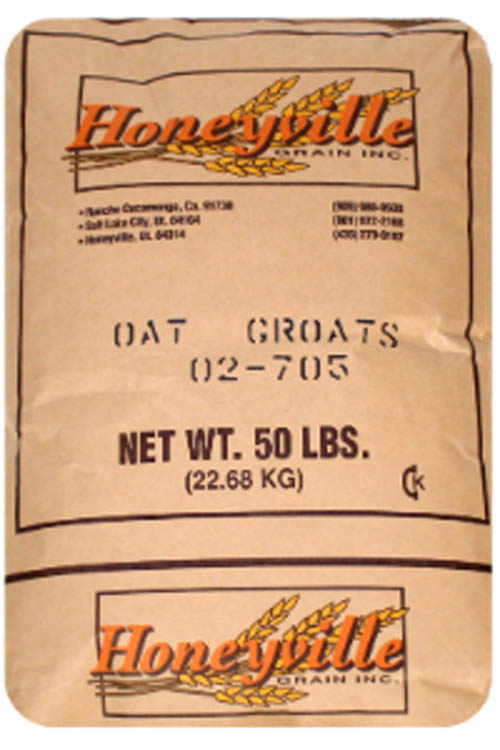 Honeyville
GRAIN INC.
• Rancho Cucamonga, Ca. 91730
• Salt Lake City, Ut. 84104
• Honeyville, Ut. 84314
OAT GROATS
02-705
NET WT. 50 LBS.
(22.68 KG)
K
Honeyville
GRAIN INC.